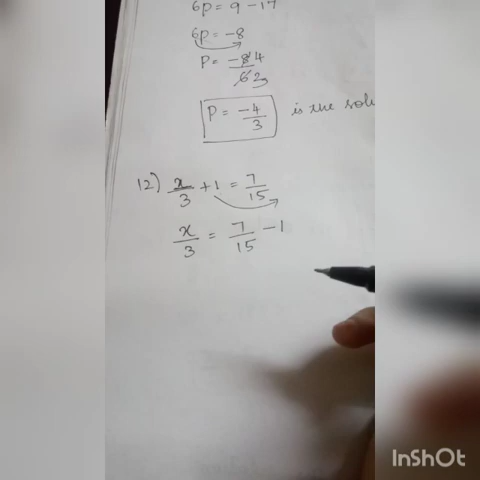 6p = 9 - 17
6p = -8
P = -8 4 / 6 3
P = -4/3 is the
12) x/3 + 1 = 7/15
x/3 = 7/15 - 1
InShOt